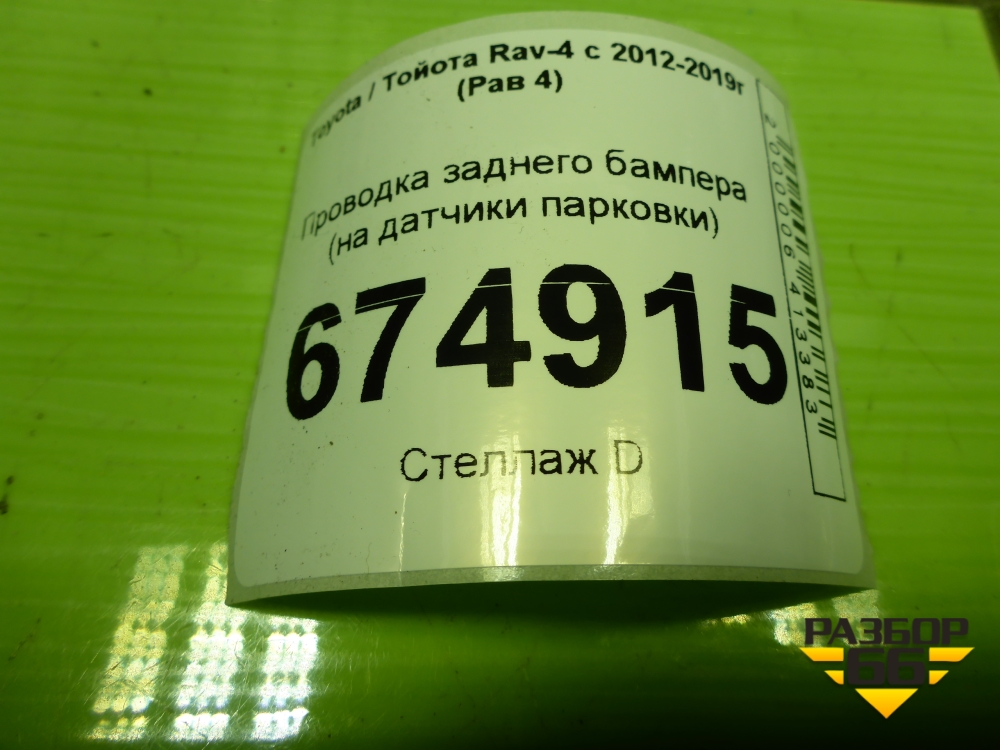 Toyota / Тойота Rav-4 с 2012-2019г
(Рав 4)
Проводка заднего бампера
(на датчики парковки)
674915
Стеллаж D
2000006413383
РАЗБОР
66